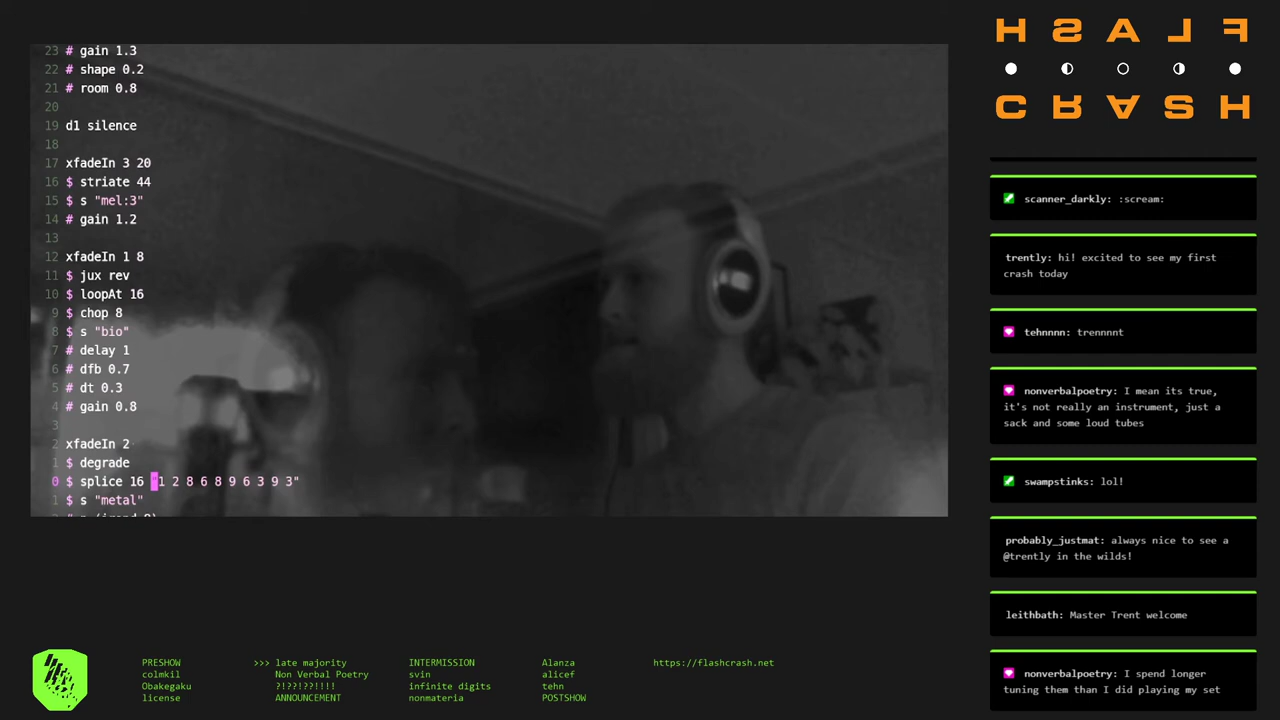 23 # gain 1.3
22 # shape 0.2
21 # room 0.8
20
19 d1 silence
18
17 xfadeIn 3 20
16 $ striate 44
15 $ s "mel:3"
14 # gain 1.2
13
12 xfadeIn 1 8
11 $ jux rev
10 $ loopAt 16
9 $ chop 8
8 $ s "bio"
7 # delay 1
6 # dfb 0.7
5 # dt 0.3
4 # gain 0.8
3
2 xfadeIn 2
1 $ degrade
0 $ splice 16 "1 2 8 6 8 9 6 3 9 3"
1 $ s "metal"
FLASH
CRASH
scanner_darkly: :scream:
trently: hi! excited to see my first
crash today
tehnnnn: trennnnt
nonverbalpoetry: I mean its true,
it's not really an instrument, just a
sack and some loud tubes
swampstinks: lol!
probably_justmat: always nice to see a
@trently in the wilds!
leithbath: Master Trent welcome
nonverbalpoetry: I spend longer
tuning them than I did playing my set
PRESHOW
colmkil
Obakegaku
license
>>> late majority
Non Verbal Poetry
?!??!??!!!!
ANNOUNCEMENT
INTERMISSION
svin
infinite digits
nonmateria
Alanza
alicef
tehn
POSTSHOW
https://flashcrash.net